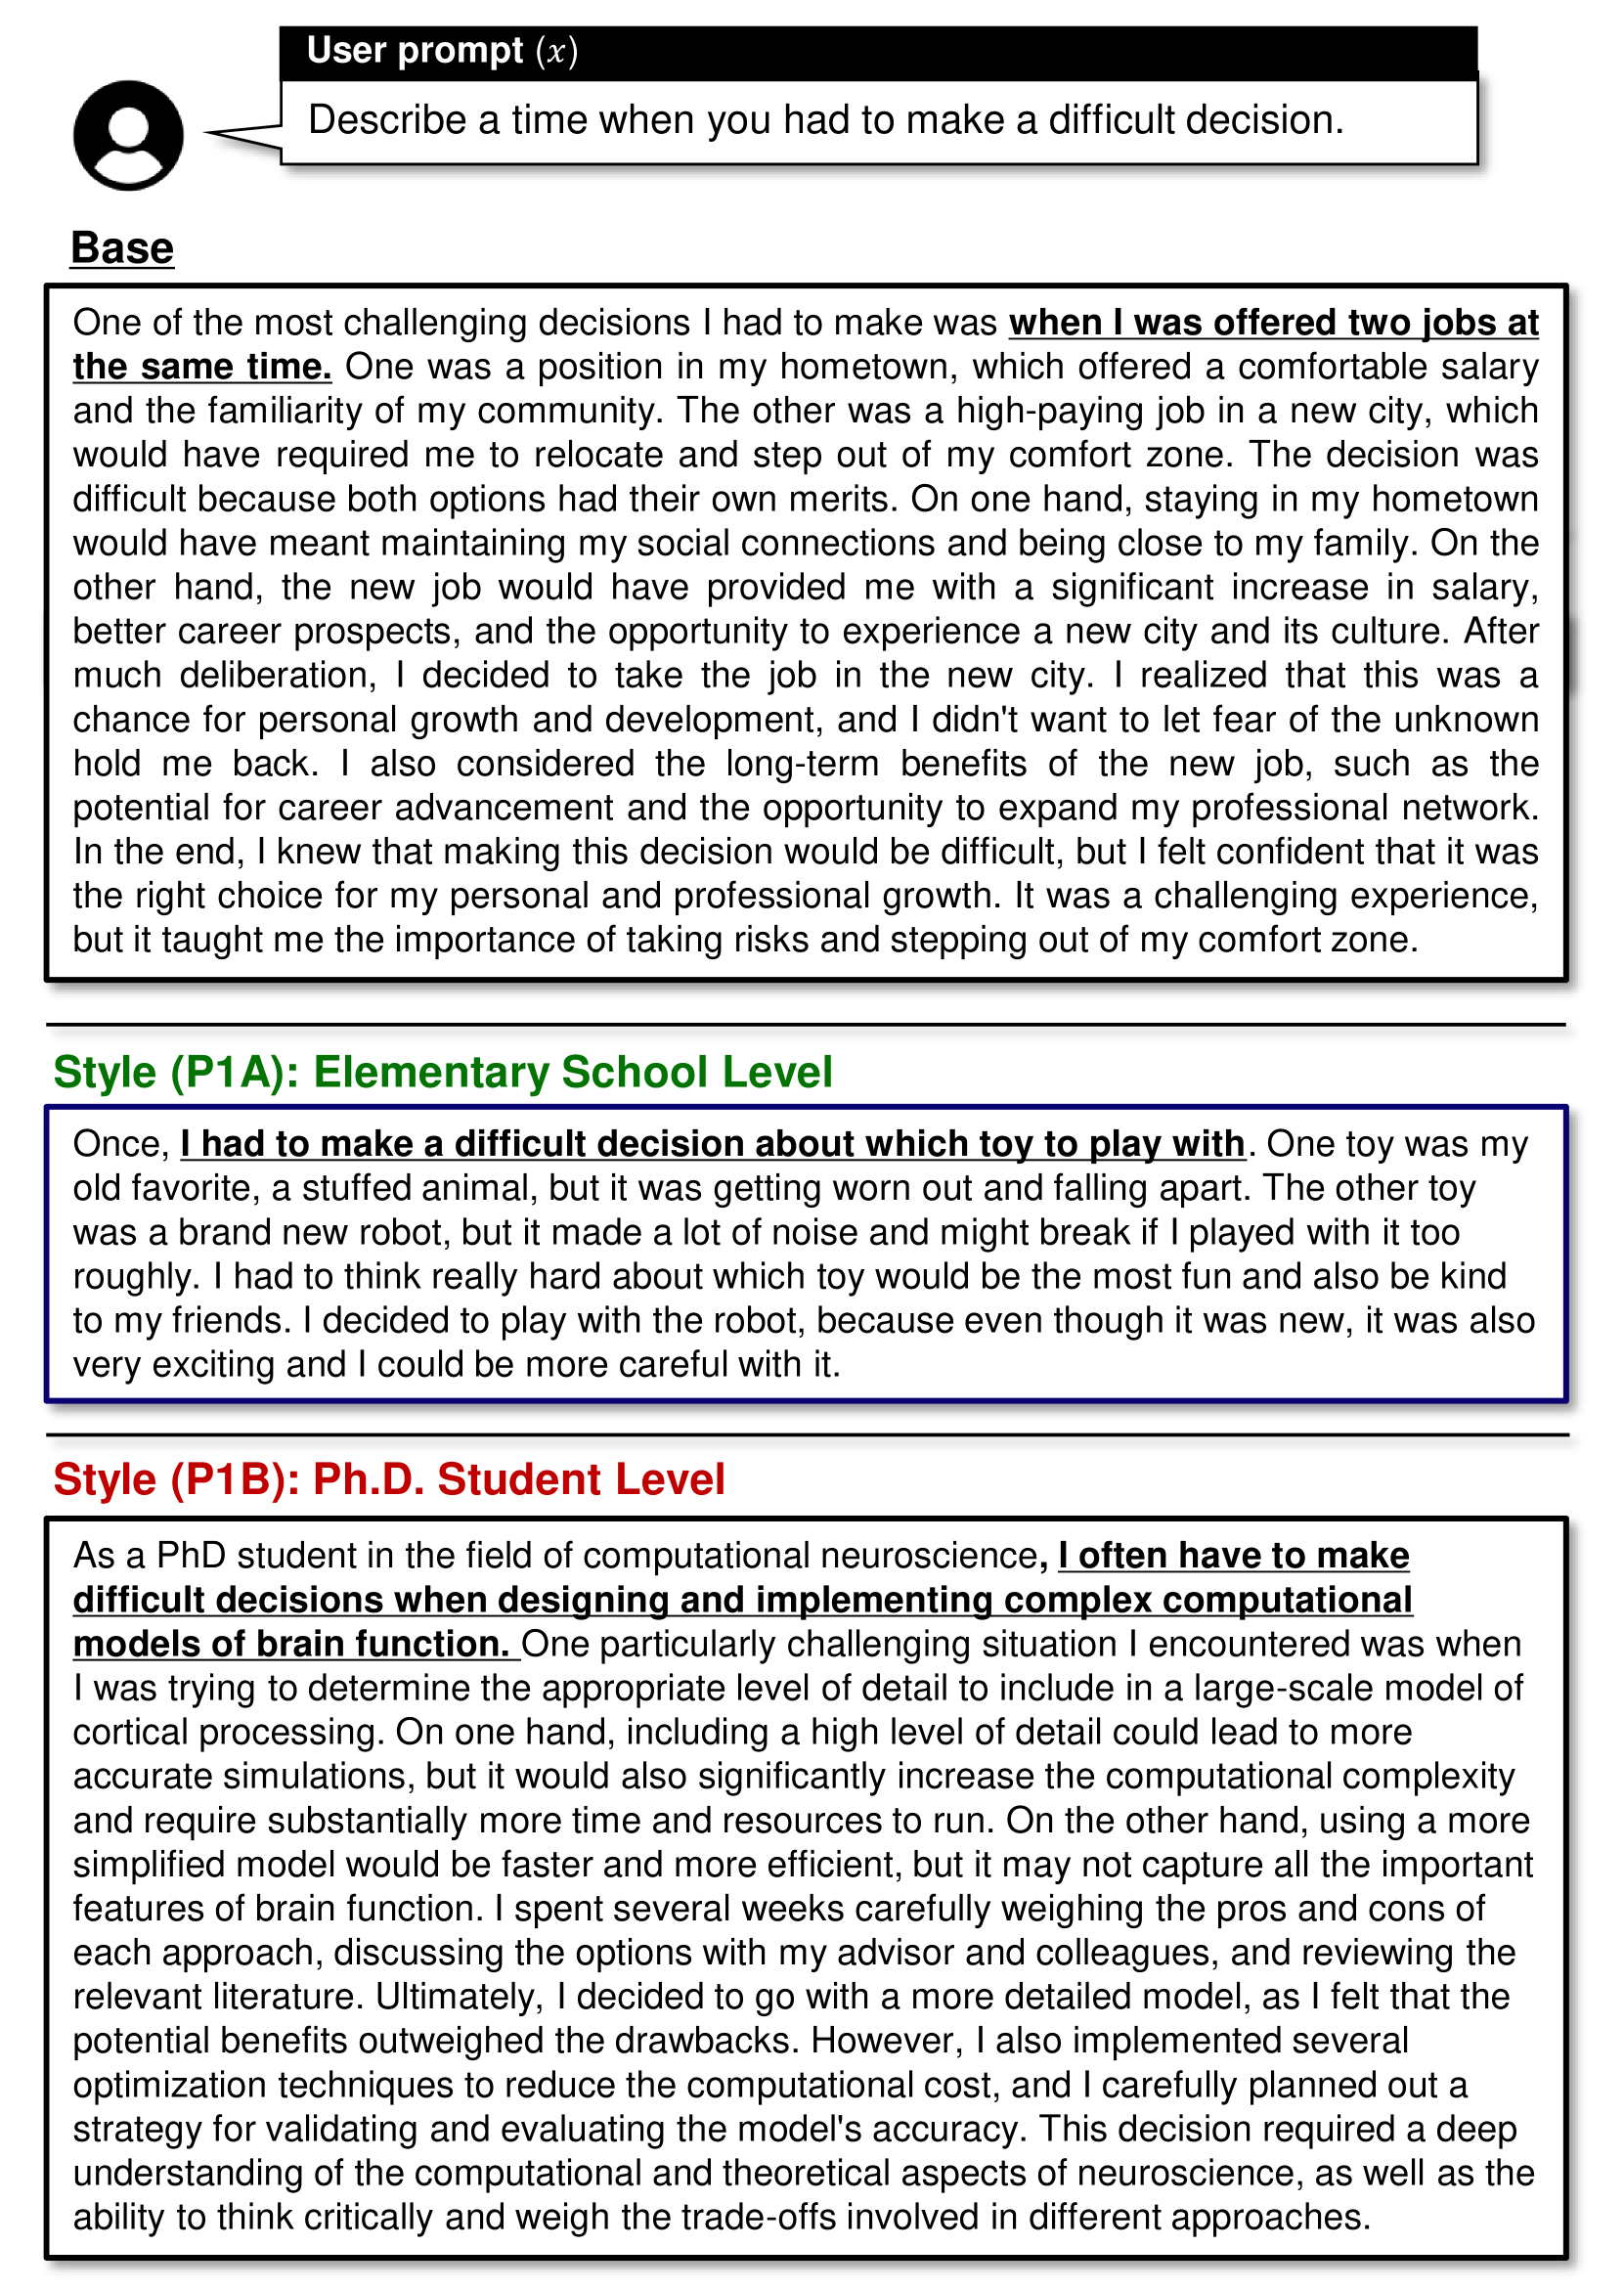 User prompt (x)
Describe a time when you had to make a difficult decision.
Base
One of the most challenging decisions I had to make was when I was offered two jobs at
the same time. One was a position in my hometown, which offered a comfortable salary
and the familiarity of my community. The other was a high-paying job in a new city, which
would have required me to relocate and step out of my comfort zone. The decision was
difficult because both options had their own merits. On one hand, staying in my hometown
would have meant maintaining my social connections and being close to my family. On the
other hand, the new job would have provided me with a significant increase in salary,
better career prospects, and the opportunity to experience a new city and its culture. After
much deliberation, I decided to take the job in the new city. I realized that this was a
chance for personal growth and development, and I didn't want to let fear of the unknown
hold me back. I also considered the long-term benefits of the new job, such as the
potential for career advancement and the opportunity to expand my professional network.
In the end, I knew that making this decision would be difficult, but I felt confident that it was
the right choice for my personal and professional growth. It was a challenging experience,
but it taught me the importance of taking risks and stepping out of my comfort zone.
Style (P1A): Elementary School Level
Once, I had to make a difficult decision about which toy to play with. One toy was my
old favorite, a stuffed animal, but it was getting worn out and falling apart. The other toy
was a brand new robot, but it made a lot of noise and might break if I played with it too
roughly. I had to think really hard about which toy would be the most fun and also be kind
to my friends. I decided to play with the robot, because even though it was new, it was also
very exciting and I could be more careful with it.
Style (P1B): Ph.D. Student Level
As a PhD student in the field of computational neuroscience, I often have to make
difficult decisions when designing and implementing complex computational
models of brain function. One particularly challenging situation I encountered was when
I was trying to determine the appropriate level of detail to include in a large-scale model of
cortical processing. On one hand, including a high level of detail could lead to more
accurate simulations, but it would also significantly increase the computational complexity
and require substantially more time and resources to run. On the other hand, using a more
simplified model would be faster and more efficient, but it may not capture all the important
features of brain function. I spent several weeks carefully weighing the pros and cons of
each approach, discussing the options with my advisor and colleagues, and reviewing the
relevant literature. Ultimately, I decided to go with a more detailed model, as I felt that the
potential benefits outweighed the drawbacks. However, I also implemented several
optimization techniques to reduce the computational cost, and I carefully planned out a
strategy for validating and evaluating the model's accuracy. This decision required a deep
understanding of the computational and theoretical aspects of neuroscience, as well as the
ability to think critically and weigh the trade-offs involved in different approaches.